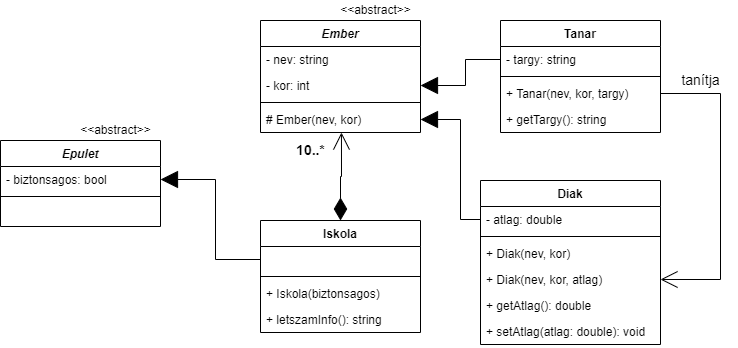 <<abstract>>
Ember
- nev: string
- kor: int
# Ember(nev, kor)
Tanar
- targy: string
+ Tanar(nev, kor, targy)
+ getTargy(): string
tanítja
<<abstract>>
Epulet
- biztonsagos: bool
10..*
Iskola
+ Iskola(biztonsagos)
+ letszamInfo(): string
Diak
- atlag: double
+ Diak(nev, kor)
+ Diak(nev, kor, atlag)
+ getAtlag(): double
+ setAtlag(atlag: double): void